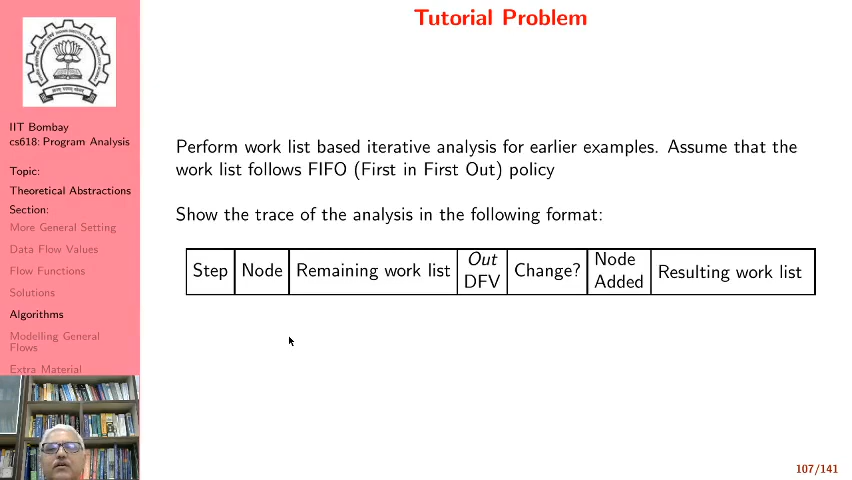 Tutorial Problem
IIT Bombay
cs618: Program Analysis
Topic:
Theoretical Abstractions
Section:
More General Setting
Data Flow Values
Flow Functions
Solutions
Algorithms
Modelling General
Flows
Extra Material
Perform work list based iterative analysis for earlier examples. Assume that the
work list follows FIFO (First in First Out) policy
Show the trace of the analysis in the following format:
Step Node Remaining work list Out DFV Change? Node Added Resulting work list
107/141